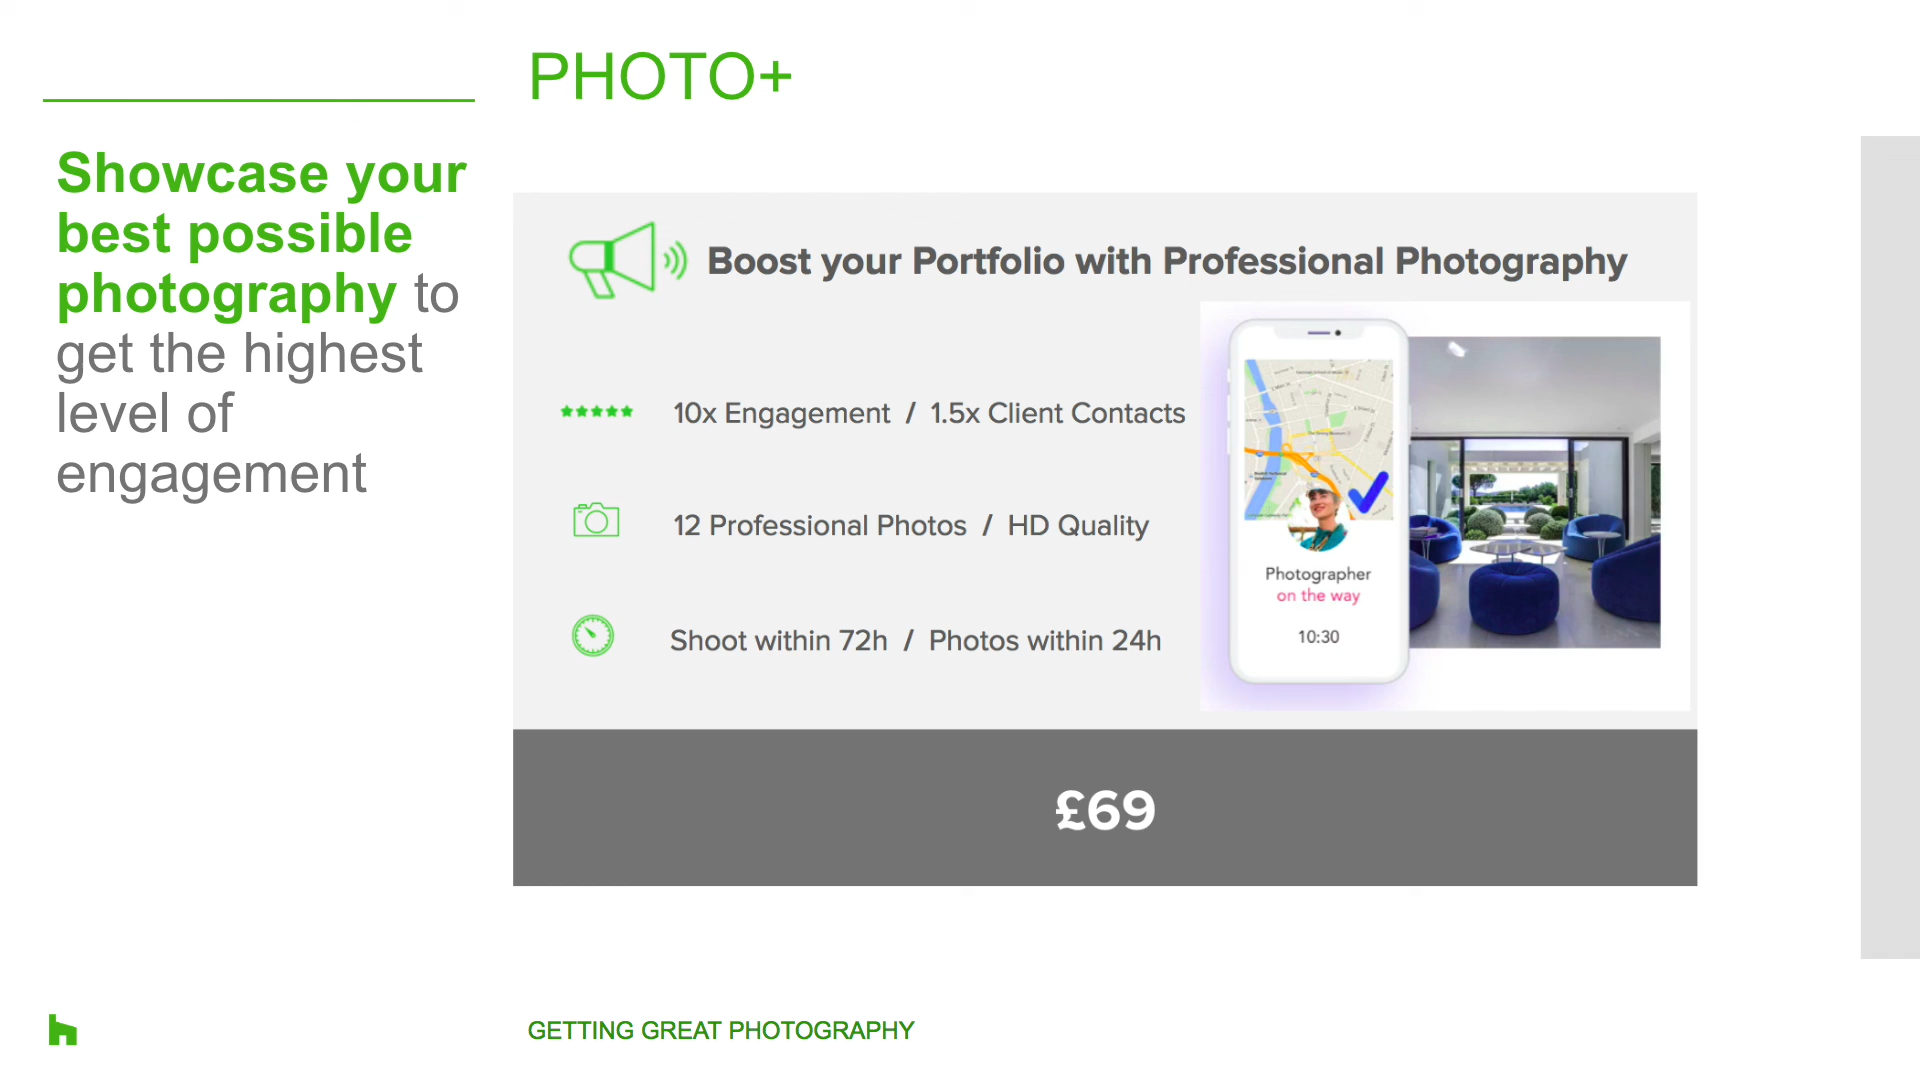 PHOTO+
Showcase your
best possible
photography to
get the highest
level of
engagement
Boost your Portfolio with Professional Photography
10x Engagement / 1.5x Client Contacts
12 Professional Photos / HD Quality
Shoot within 72h / Photos within 24h
Photographer
on the way
10:30
£69
GETTING GREAT PHOTOGRAPHY